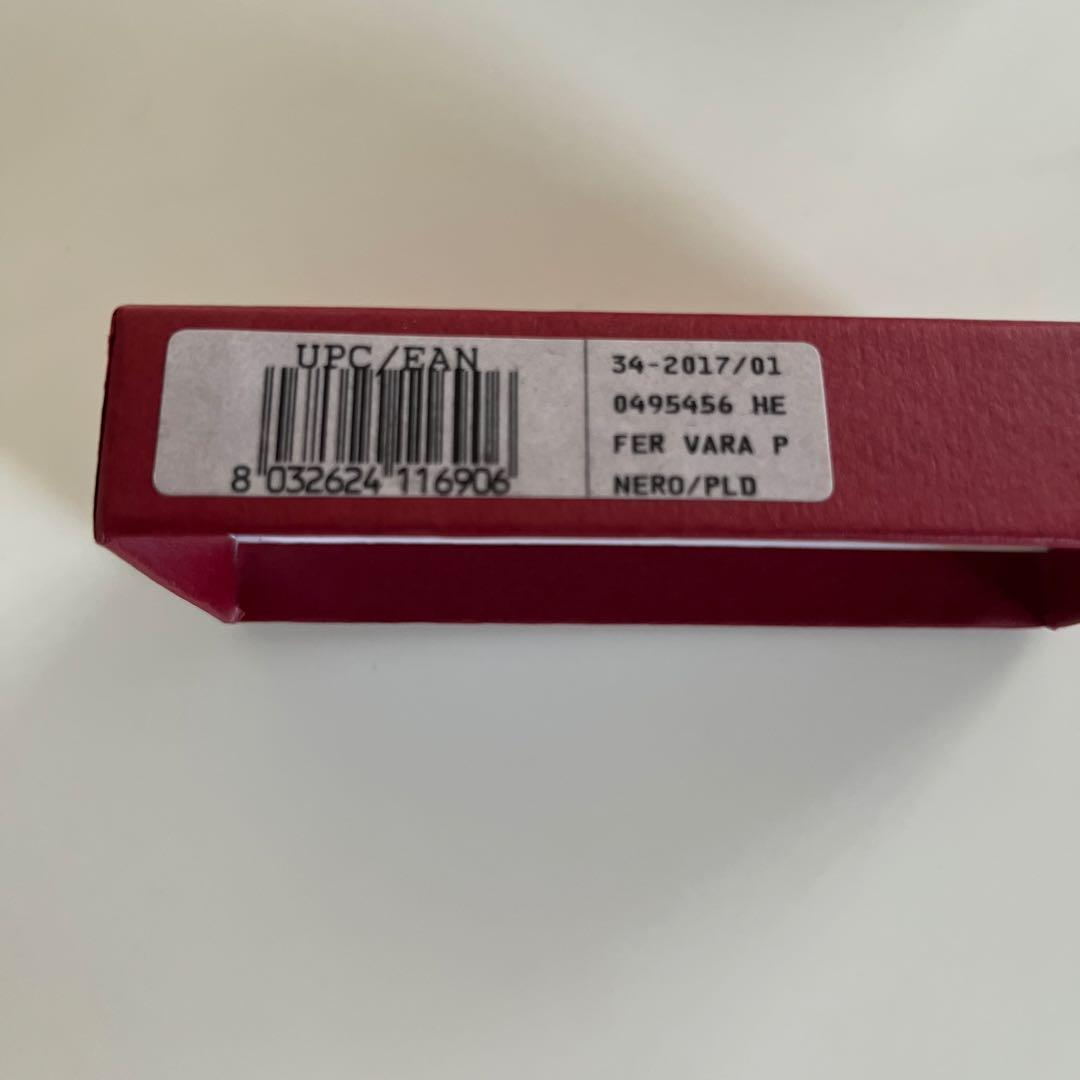 UPC/EAN
8 032624 116906
34-2017/01
0495456 HE
FER VARA P
NERO/PLD